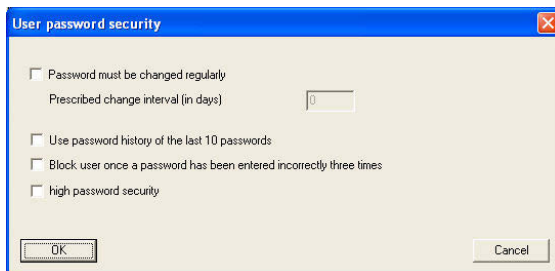 User password security
Password must be changed regularly
Prescribed change interval (in days) 0
Use password history of the last 10 passwords
Block user once a password has been entered incorrectly three times
high password security
OK Cancel